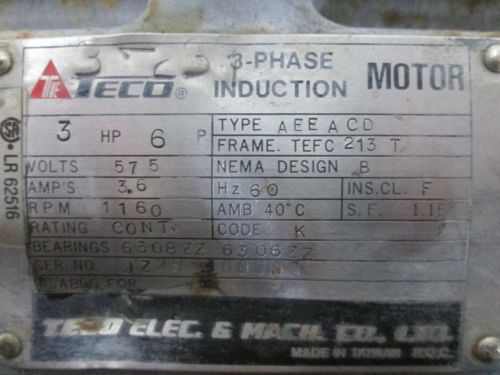 TECO® 3-PHASE INDUCTION MOTOR
3 HP 6 P TYPE AEEACD
FRAME. TEFC 213 T
VOLTS 575 NEMA DESIGN B
AMP'S 3.6 Hz 60 INS.CL. F
RPM 1160 AMB 40°C S.F. 1.15
RATING CONT. CODE K
BEARINGS 6308ZZ 6306ZZ
SER. NO.
USABLE FOR
TECO ELEC. & MACH. CO., LTD.
MADE IN TAIWAN R.O.C.
LR 62516